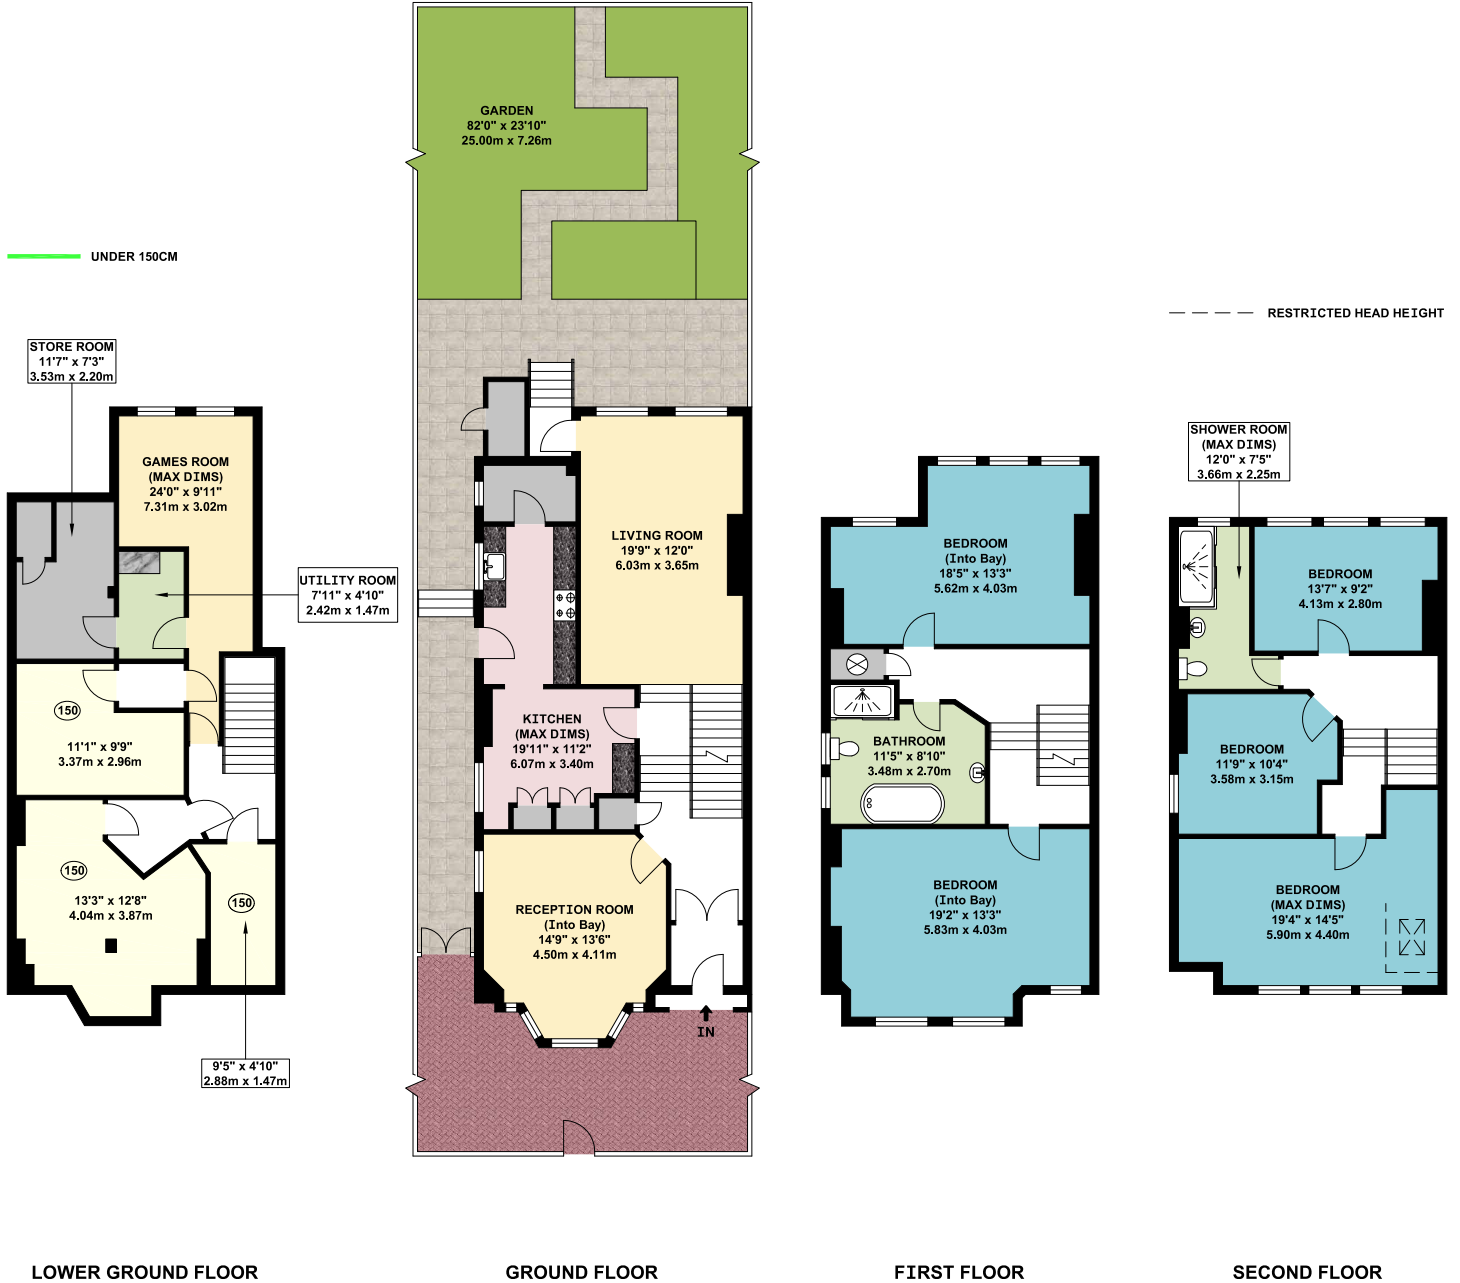 UNDER 150CM
STORE ROOM
11'7" x 7'3"
3.53m x 2.20m
GAMES ROOM
(MAX DIMS)
24'0" x 9'11"
7.31m x 3.02m
UTILITY ROOM
7'11" x 4'10"
2.42m x 1.47m
150
11'1" x 9'9"
3.37m x 2.96m
150
13'3" x 12'8"
4.04m x 3.87m
150
9'5" x 4'10"
2.88m x 1.47m
LOWER GROUND FLOOR
GARDEN
82'0" x 23'10"
25.00m x 7.26m
LIVING ROOM
19'9" x 12'0"
6.03m x 3.65m
KITCHEN
(MAX DIMS)
19'11" x 11'2"
6.07m x 3.40m
RECEPTION ROOM
(Into Bay)
14'9" x 13'6"
4.50m x 4.11m
IN
GROUND FLOOR
BEDROOM
(Into Bay)
18'5" x 13'3"
5.62m x 4.03m
BATHROOM
11'5" x 8'10"
3.48m x 2.70m
BEDROOM
(Into Bay)
19'2" x 13'3"
5.83m x 4.03m
FIRST FLOOR
RESTRICTED HEAD HEIGHT
SHOWER ROOM
(MAX DIMS)
12'0" x 7'5"
3.66m x 2.25m
BEDROOM
13'7" x 9'2"
4.13m x 2.80m
BEDROOM
11'9" x 10'4"
3.58m x 3.15m
BEDROOM
(MAX DIMS)
19'4" x 14'5"
5.90m x 4.40m
SECOND FLOOR